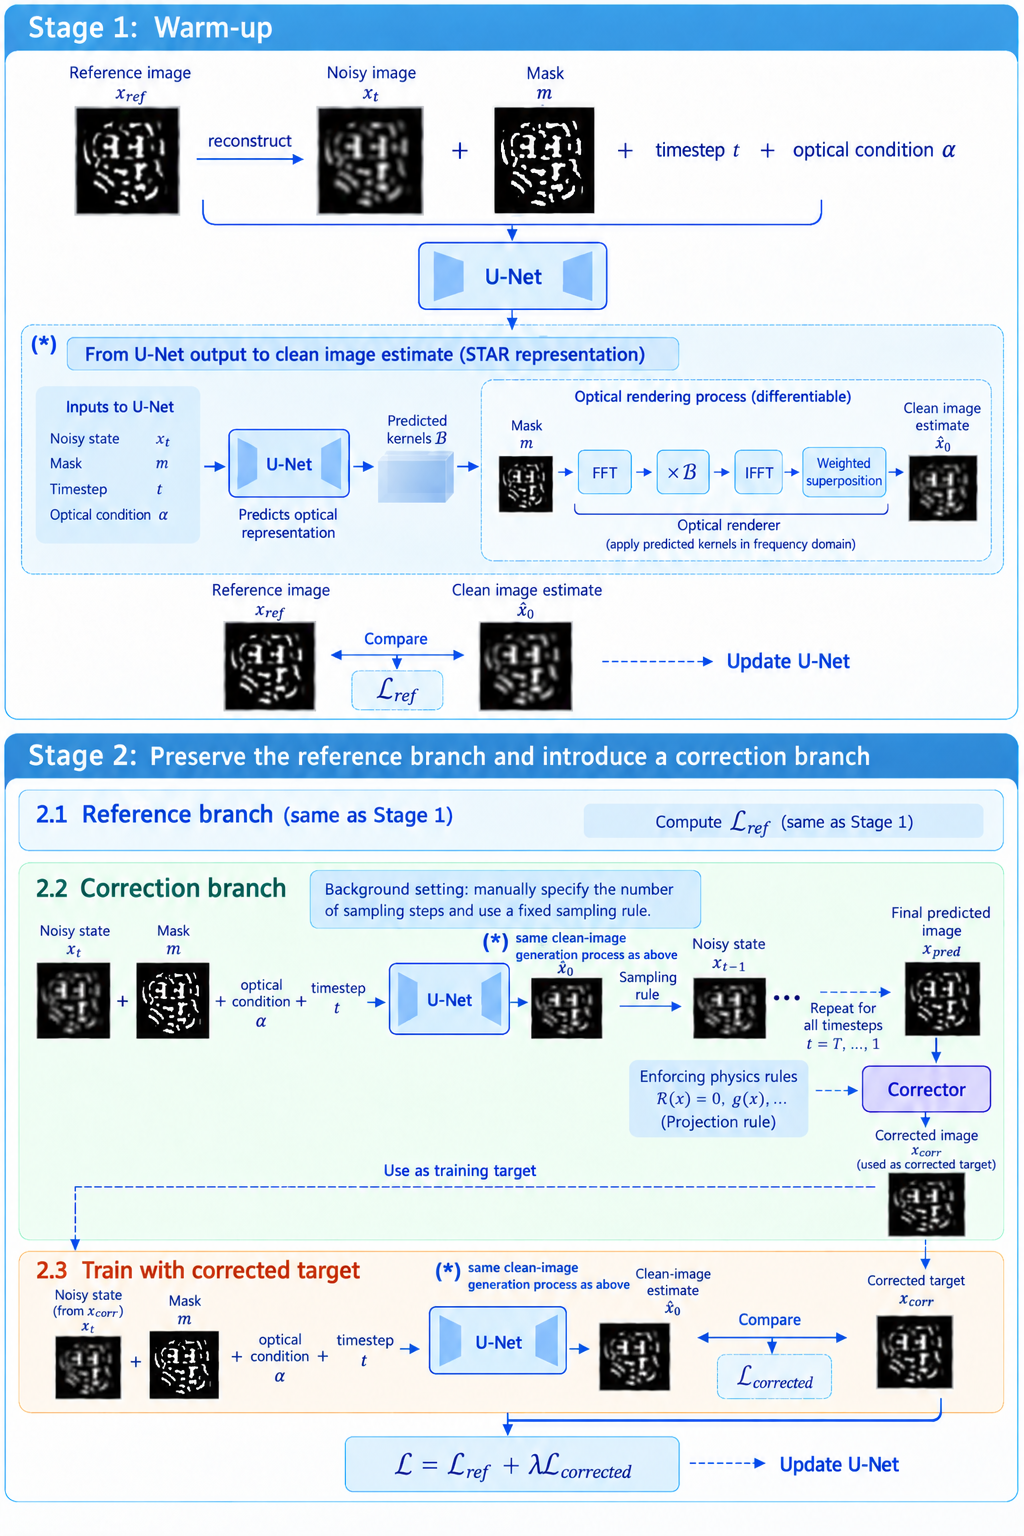 Stage 1: Warm-up
Reference image
x_ref
reconstruct
Noisy image
x_t
+
Mask
m
+ timestep t + optical condition α
U-Net
(*)
From U-Net output to clean image estimate (STAR representation)
Inputs to U-Net
Noisy state x_t
Mask m
Timestep t
Optical condition α
U-Net
Predicts optical
representation
Predicted
kernels ℬ
Optical rendering process (differentiable)
Mask
m
FFT
× ℬ
IFFT
Weighted
superposition
Clean image
estimate
x̂_0
Optical renderer
(apply predicted kernels in frequency domain)
Reference image
x_ref
Compare
ℒ_ref
Clean image estimate
x̂_0
Update U-Net
Stage 2: Preserve the reference branch and introduce a correction branch
2.1 Reference branch (same as Stage 1)
Compute ℒ_ref (same as Stage 1)
2.2 Correction branch
Background setting: manually specify the number
of sampling steps and use a fixed sampling rule.
Noisy state
x_t
+
Mask
m
+ optical
condition
α
+ timestep
t
U-Net
(*) same clean-image
generation process as above
x̂_0
Sampling
rule
Noisy state
x_{t−1}
•••
Repeat for
all timesteps
t = T, ..., 1
Final predicted
image
x_pred
Enforcing physics rules
ℛ(x) = 0, g(x), ...
(Projection rule)
Corrector
Corrected image
x_corr
(used as corrected target)
Use as training target
2.3 Train with corrected target
Noisy state
(from x_corr)
x_t
+
Mask
m
+ optical
condition
α
+ timestep
t
(*) same clean-image
generation process as above
U-Net
Clean-image
estimate
x̂_0
Compare
ℒ_corrected
Corrected target
x_corr
ℒ = ℒ_ref + λℒ_corrected
Update U-Net